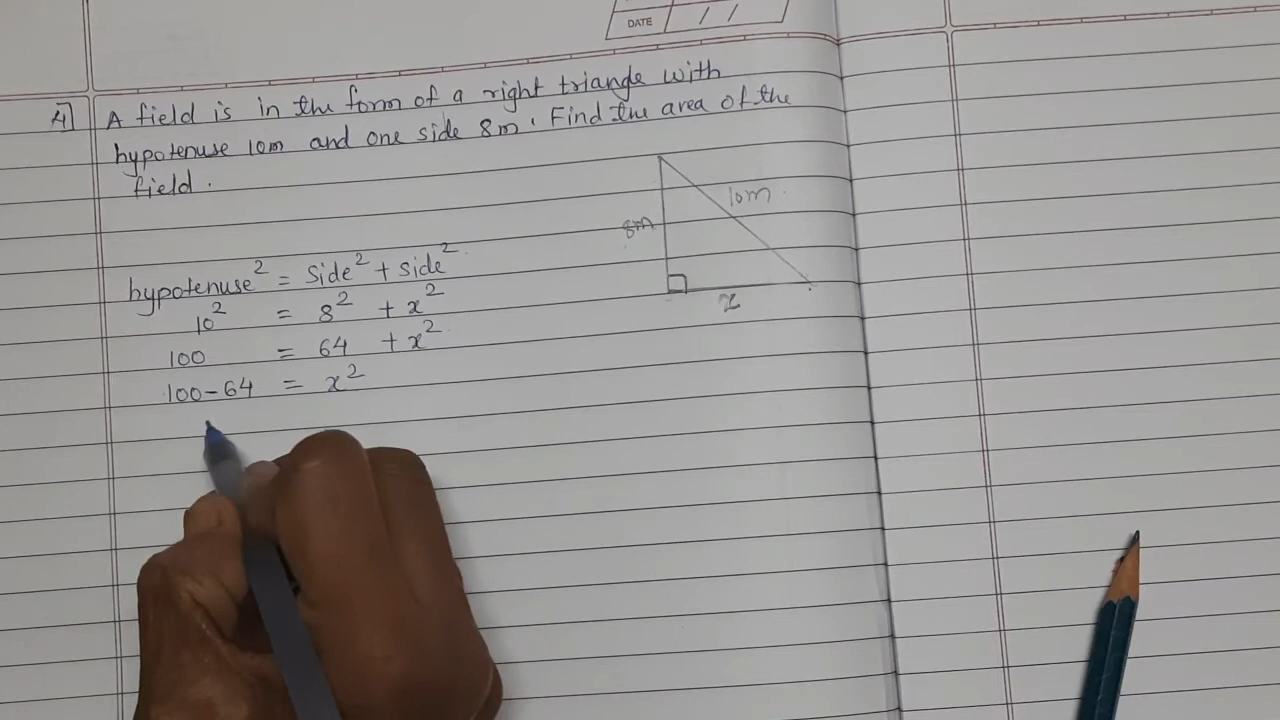 DATE / /
4] A field is in the form of a right triangle with
hypotenuse 10m and one side 8m. Find the area of the
field.
10m
8m
x
hypotenuse² = Side² + side²
10² = 8² + x²
100 = 64 + x²
100-64 = x²